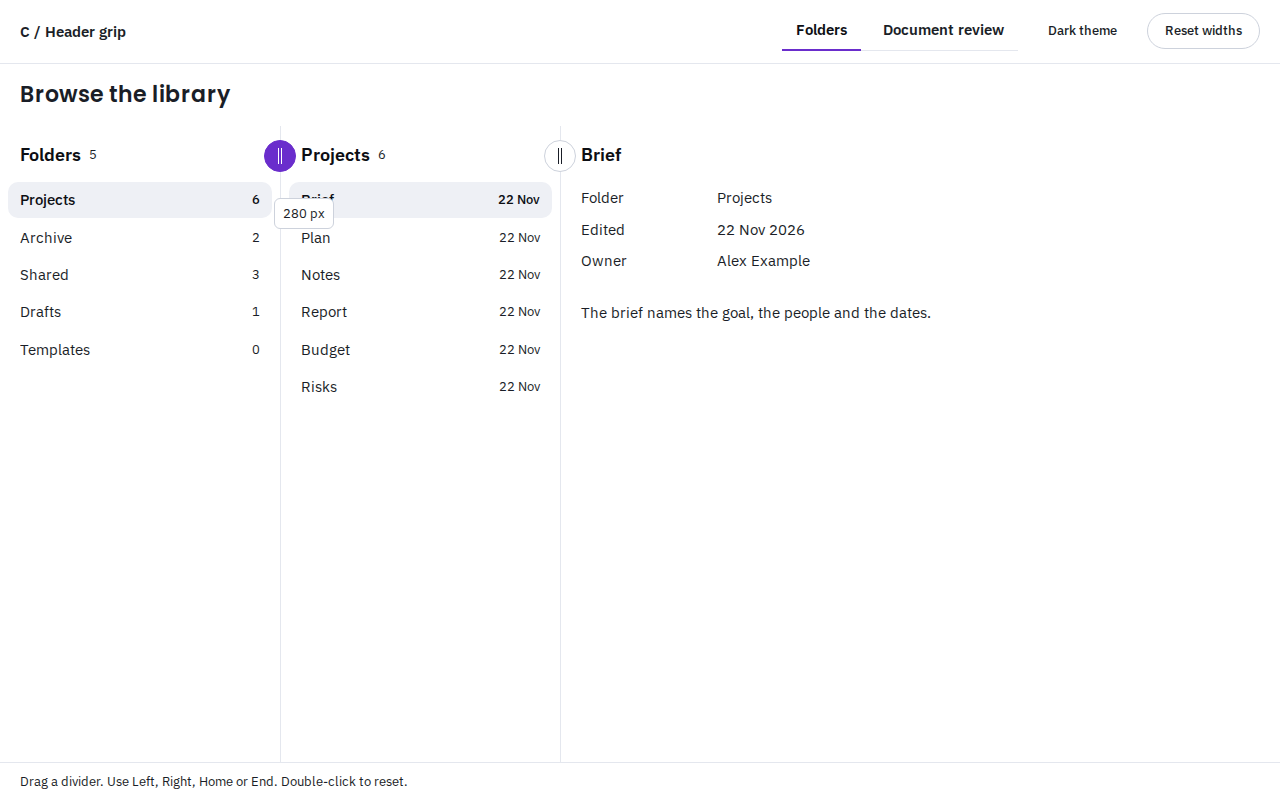 C / Header grip
Folders
Document review
Dark theme
Reset widths
Browse the library
Folders 5
Projects 6
Archive 2
Shared 3
Drafts 1
Templates 0
280 px
Projects 6
22 Nov
Plan 22 Nov
Notes 22 Nov
Report 22 Nov
Budget 22 Nov
Risks 22 Nov
Brief
Folder Projects
Edited 22 Nov 2026
Owner Alex Example
The brief names the goal, the people and the dates.
Drag a divider. Use Left, Right, Home or End. Double-click to reset.